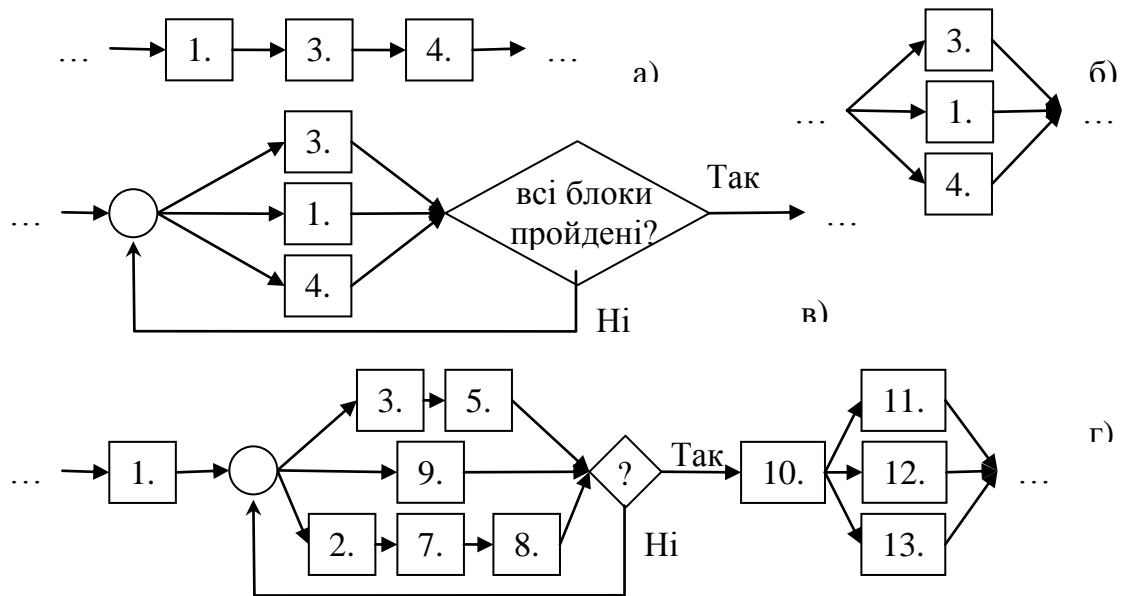 … 1. 3. 4. … а)
3.
… 1. … б)
4.
3.
… 1. всі блоки пройдені? Так …
4.
Ні в)
3. 5. 11.
… 1. 9. ? Так 10. 12. … г)
2. 7. 8. Ні 13.